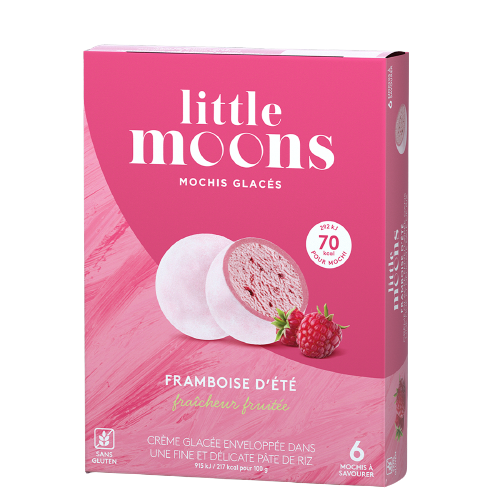 little
moons
MOCHIS GLACÉS
292 kJ
70
kcal
POUR MOCHI
FRAMBOISE D'ÉTÉ
fraîcheur fruitée
SANS
GLUTEN
CRÈME GLACÉE ENVELOPPÉE DANS
UNE FINE ET DÉLICATE PÂTE DE RIZ
915 kJ / 217 kcal pour 100 g
6
MOCHIS À
SAVOURER
little
moons
FRAMBOISE D'ÉTÉ